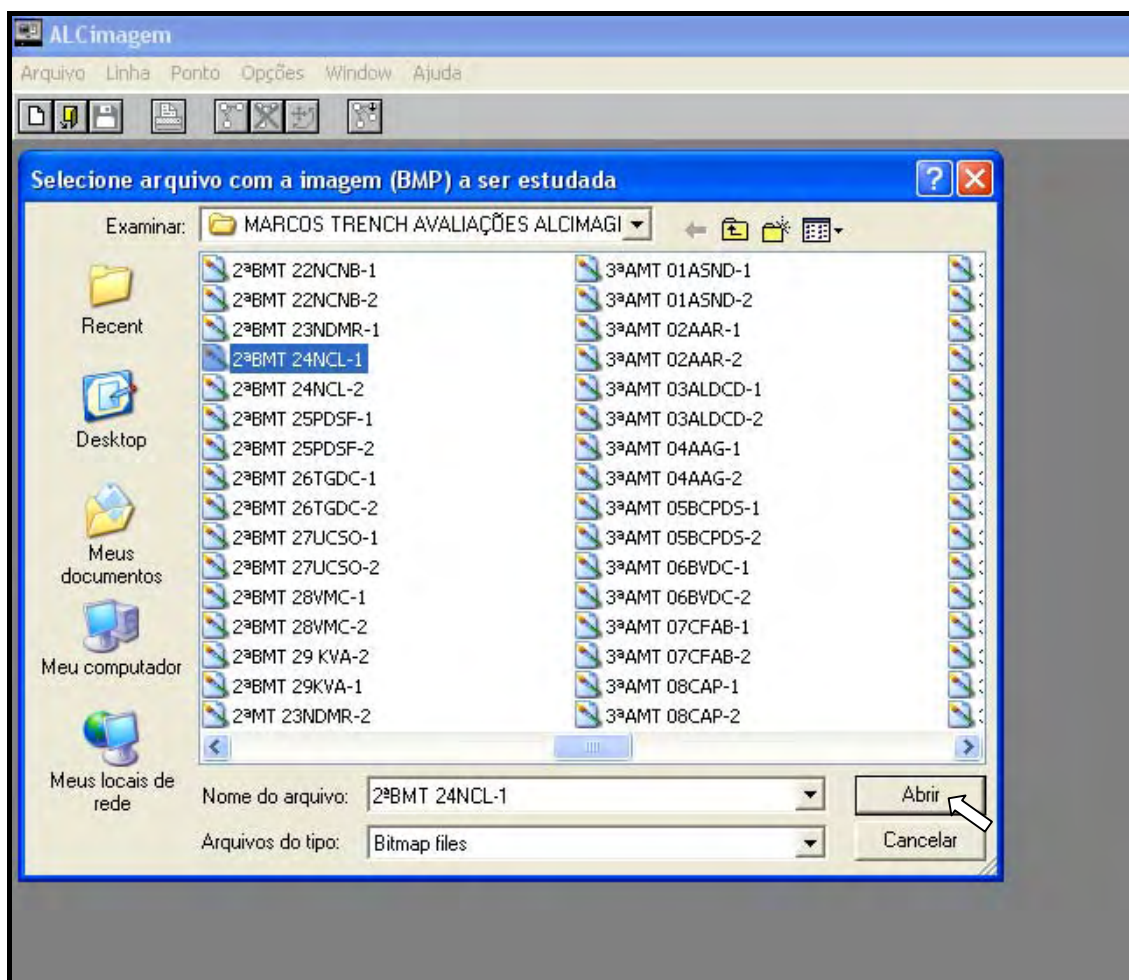 ALCimagem
Arquivo Linha Ponto Opções Window Ajuda
Selecione arquivo com a imagem (BMP) a ser estudada
Examinar: MARCOS TRENCH AVALIAÇÕES ALCIMAGI
Recent
Desktop
Meus documentos
Meu computador
Meus locais de rede
2ªBMT 22NCNB-1
2ªBMT 22NCNB-2
2ªBMT 23NDMR-1
2ªBMT 24NCL-1
2ªBMT 24NCL-2
2ªBMT 25PDSF-1
2ªBMT 25PDSF-2
2ªBMT 26TGDC-1
2ªBMT 26TGDC-2
2ªBMT 27UCSO-1
2ªBMT 27UCSO-2
2ªBMT 28VMC-1
2ªBMT 28VMC-2
2ªBMT 29 KVA-2
2ªBMT 29KVA-1
2ªMT 23NDMR-2
3ªAMT 01ASND-1
3ªAMT 01ASND-2
3ªAMT 02AAR-1
3ªAMT 02AAR-2
3ªAMT 03ALDCD-1
3ªAMT 03ALDCD-2
3ªAMT 04AAG-1
3ªAMT 04AAG-2
3ªAMT 05BCPDS-1
3ªAMT 05BCPDS-2
3ªAMT 06BVDC-1
3ªAMT 06BVDC-2
3ªAMT 07CFAB-1
3ªAMT 07CFAB-2
3ªAMT 08CAP-1
3ªAMT 08CAP-2
Nome do arquivo: 2ªBMT 24NCL-1
Abrir
Arquivos do tipo: Bitmap files
Cancelar